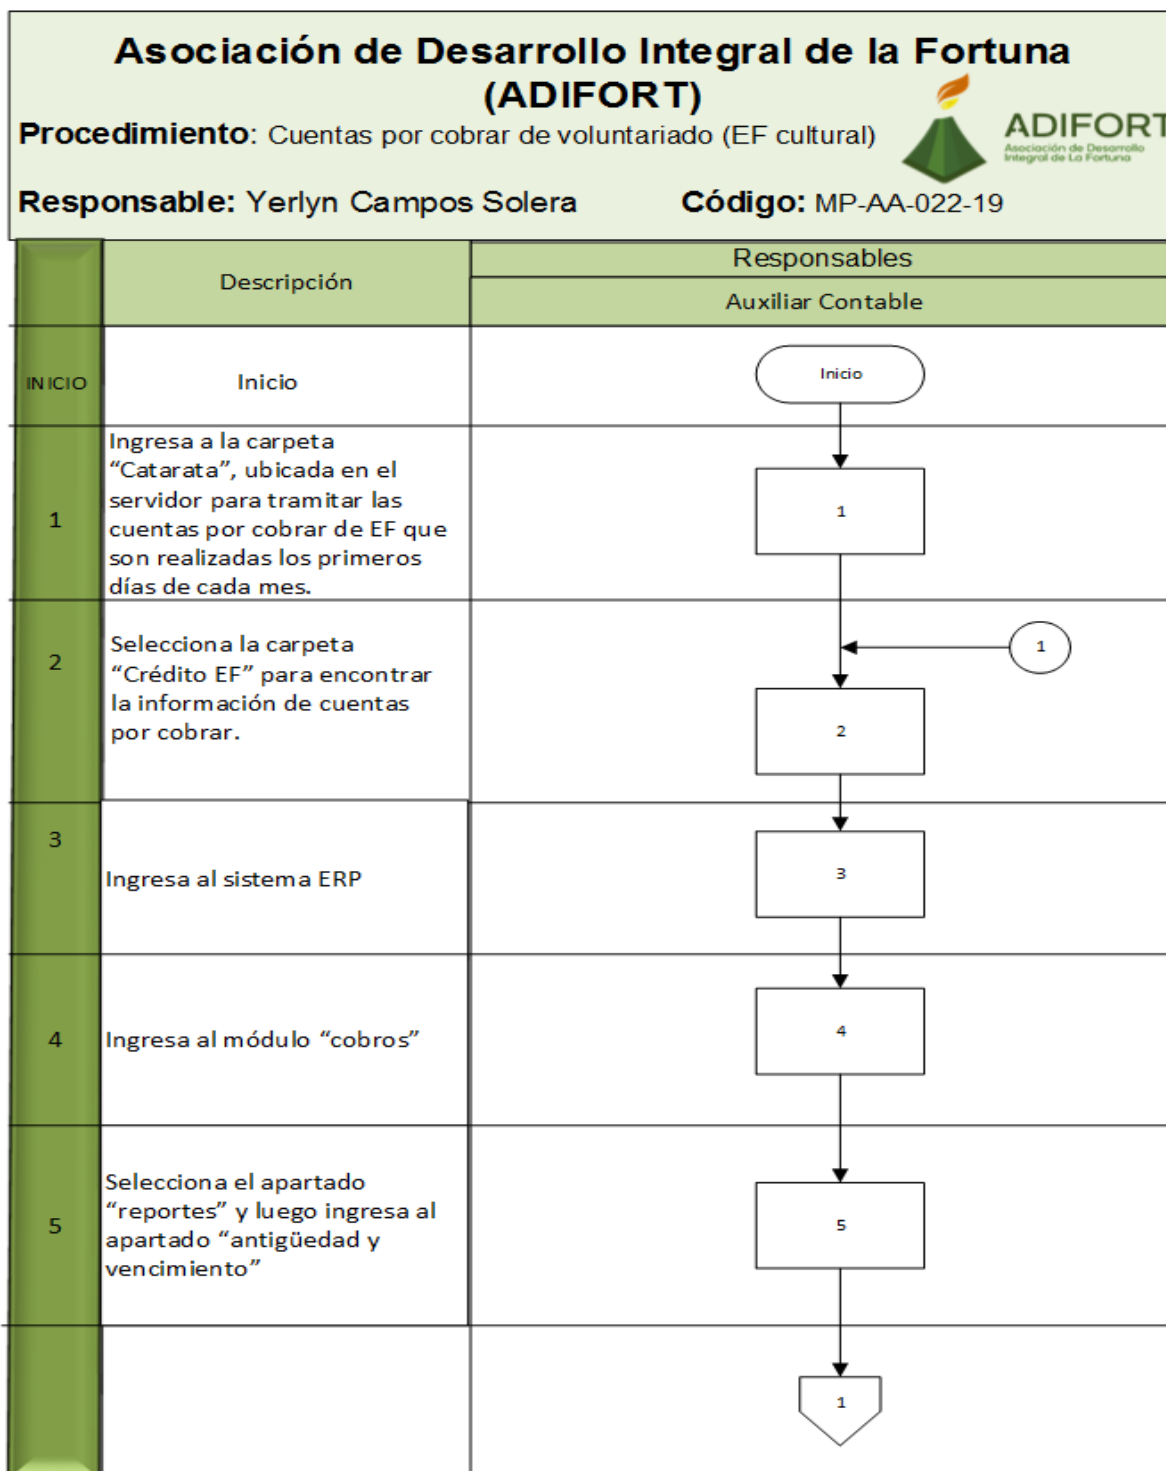 Asociación de Desarrollo Integral de la Fortuna
(ADIFORT)
Procedimiento: Cuentas por cobrar de voluntariado (EF cultural)
ADIFORT
Asociación de Desarrollo
Integral de La Fortuna
Responsable: Yerlyn Campos Solera Código: MP-AA-022-19
Descripción
Responsables
Auxiliar Contable
INICIO
Inicio
Inicio
1
Ingresa a la carpeta
“Catarata”, ubicada en el
servidor para tramitar las
cuentas por cobrar de EF que
son realizadas los primeros
días de cada mes.
1
2
Selecciona la carpeta
“Crédito EF” para encontrar
la información de cuentas
por cobrar.
1
2
3
Ingresa al sistema ERP
3
4
Ingresa al módulo “cobros”
4
5
Selecciona el apartado
“reportes” y luego ingresa al
apartado “antigüedad y
vencimiento”
5
1